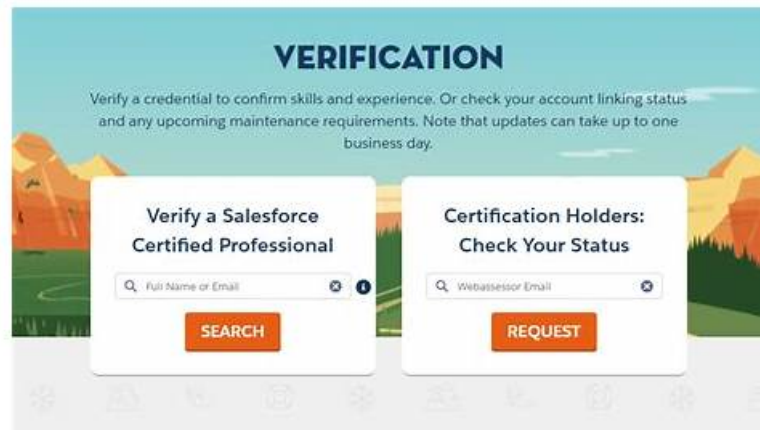 VERIFICATION
Verify a credential to confirm skills and experience. Or check your account linking status
and any upcoming maintenance requirements. Note that updates can take up to one
business day.
Verify a Salesforce
Certified Professional
Full Name or Email
SEARCH
Certification Holders:
Check Your Status
Webassessor Email
REQUEST